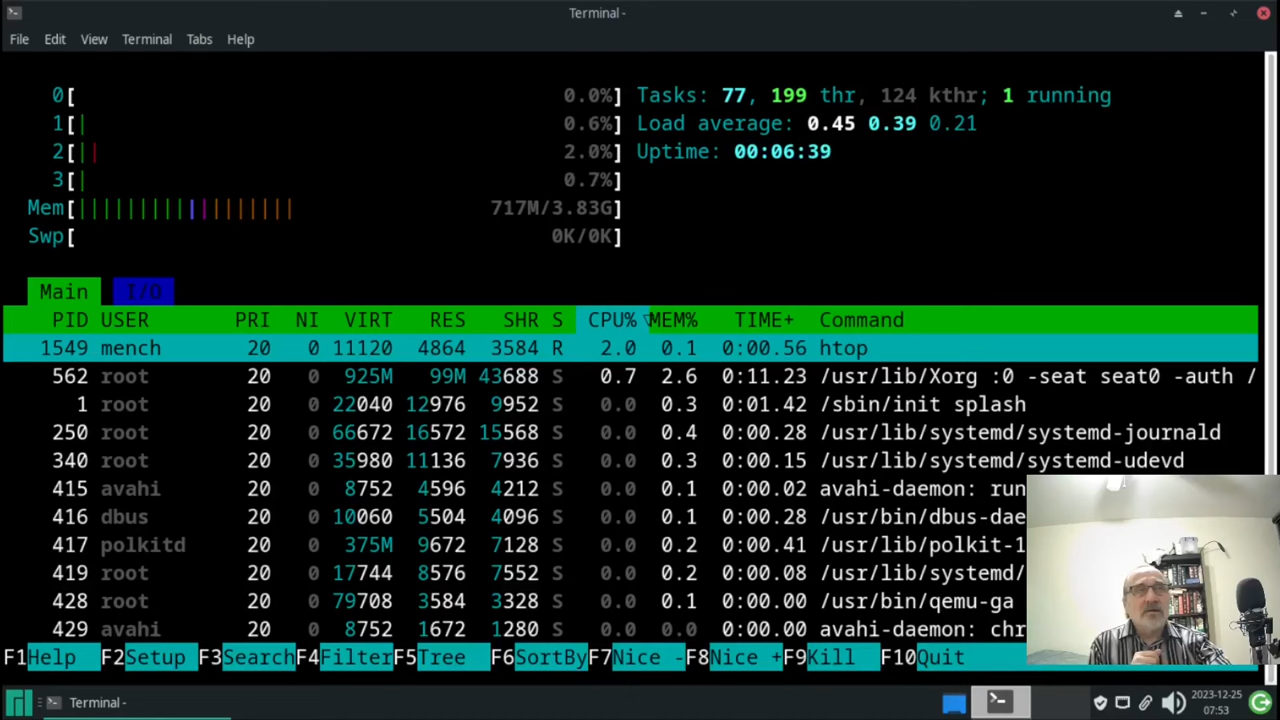 Terminal -
File Edit View Terminal Tabs Help
0[ 0.0%] Tasks: 77, 199 thr, 124 kthr; 1 running
1[| 0.6%] Load average: 0.45 0.39 0.21
2[|| 2.0%] Uptime: 00:06:39
3[| 0.7%]
Mem[|||||||||||||||||| 717M/3.83G]
Swp[ 0K/0K]
Main I/O
PID USER PRI NI VIRT RES SHR S CPU%▽MEM% TIME+ Command
1549 mench 20 0 11120 4864 3584 R 2.0 0.1 0:00.56 htop
562 root 20 0 925M 99M 43688 S 0.7 2.6 0:11.23 /usr/lib/Xorg :0 -seat seat0 -auth /
1 root 20 0 22040 12976 9952 S 0.0 0.3 0:01.42 /sbin/init splash
250 root 20 0 66672 16572 15568 S 0.0 0.4 0:00.28 /usr/lib/systemd/systemd-journald
340 root 20 0 35980 11136 7936 S 0.0 0.3 0:00.15 /usr/lib/systemd/systemd-udevd
415 avahi 20 0 8752 4596 4212 S 0.0 0.1 0:00.02 avahi-daemon: run
416 dbus 20 0 10060 5504 4096 S 0.0 0.1 0:00.28 /usr/bin/dbus-dae
417 polkitd 20 0 375M 9672 7128 S 0.0 0.2 0:00.41 /usr/lib/polkit-1
419 root 20 0 17744 8576 7552 S 0.0 0.2 0:00.08 /usr/lib/systemd/
428 root 20 0 79708 3584 3328 S 0.0 0.1 0:00.00 /usr/bin/qemu-ga
429 avahi 20 0 8752 1672 1280 S 0.0 0.0 0:00.00 avahi-daemon: chr
F1Help F2Setup F3Search F4Filter F5Tree F6SortBy F7Nice - F8Nice + F9Kill F10Quit
Terminal -
2023-12-25
07:53